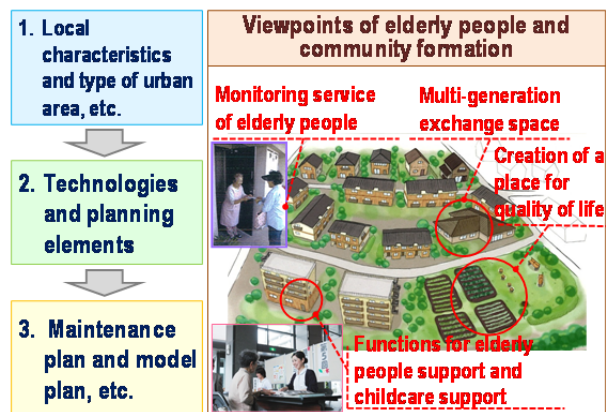 1. Local
characteristics
and type of urban
area, etc.
2. Technologies
and planning
elements
3. Maintenance
plan and model
plan, etc.
Viewpoints of elderly people and
community formation
Monitoring service
of elderly people
Multi-generation
exchange space
Creation of a
place for
quality of life
Functions for elderly
people support and
childcare support